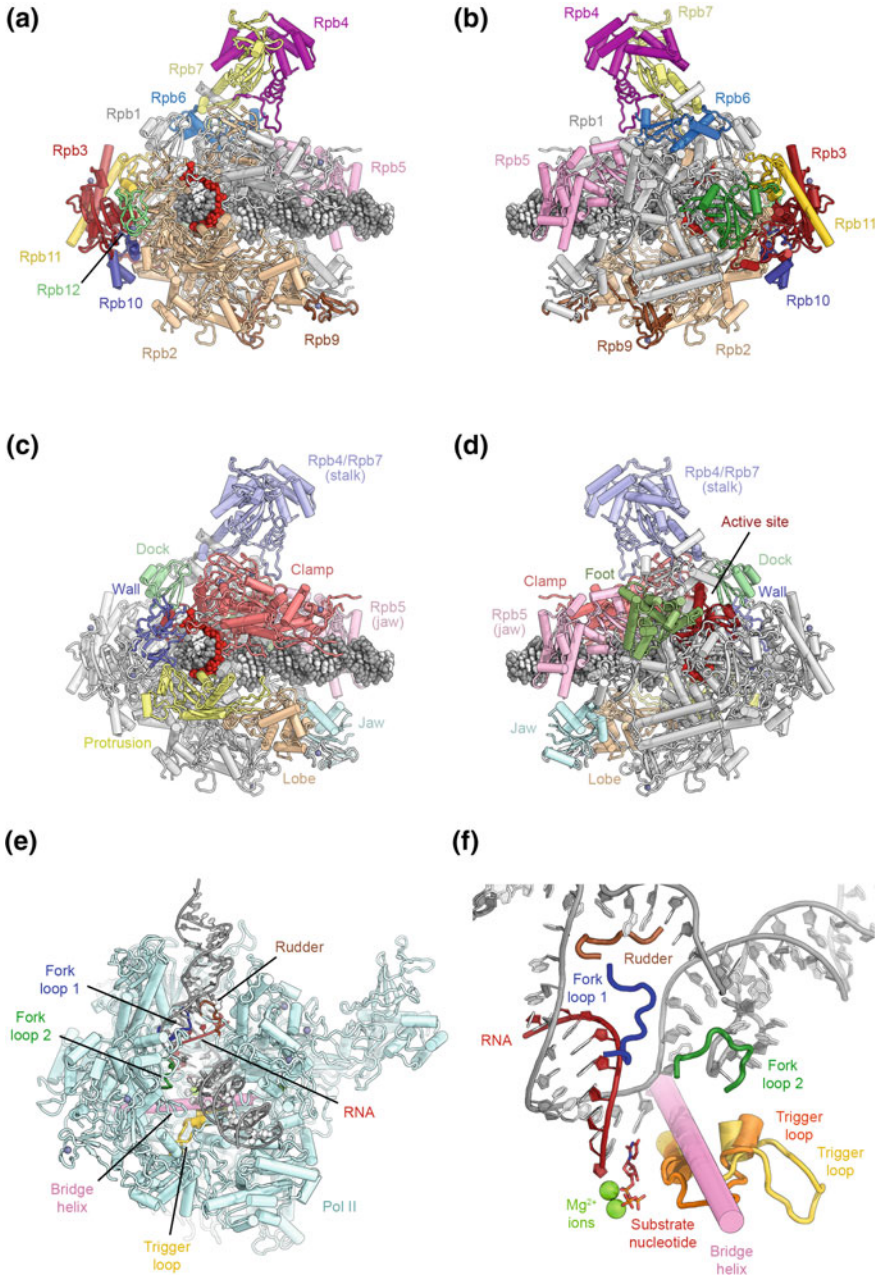 (a)
Rpb4
Rpb7
Rpb6
Rpb1
Rpb3
Rpb5
Rpb11
Rpb12
Rpb10
Rpb2
Rpb9
(b)
Rpb4
Rpb7
Rpb6
Rpb1
Rpb5
Rpb3
Rpb11
Rpb10
Rpb9
Rpb2
(c)
Rpb4/Rpb7
(stalk)
Dock
Wall
Clamp
Rpb5
(jaw)
Protrusion
Jaw
Lobe
(d)
Rpb4/Rpb7
(stalk)
Active site
Dock
Clamp
Foot
Wall
Rpb5
(jaw)
Jaw
Lobe
(e)
Rudder
Fork
loop 1
Fork
loop 2
RNA
Bridge
helix
Pol II
Trigger
loop
(f)
Rudder
Fork
loop 1
RNA
Fork
loop 2
Trigger
loop
Trigger
loop
Mg2+
ions
Substrate
nucleotide
Bridge
helix